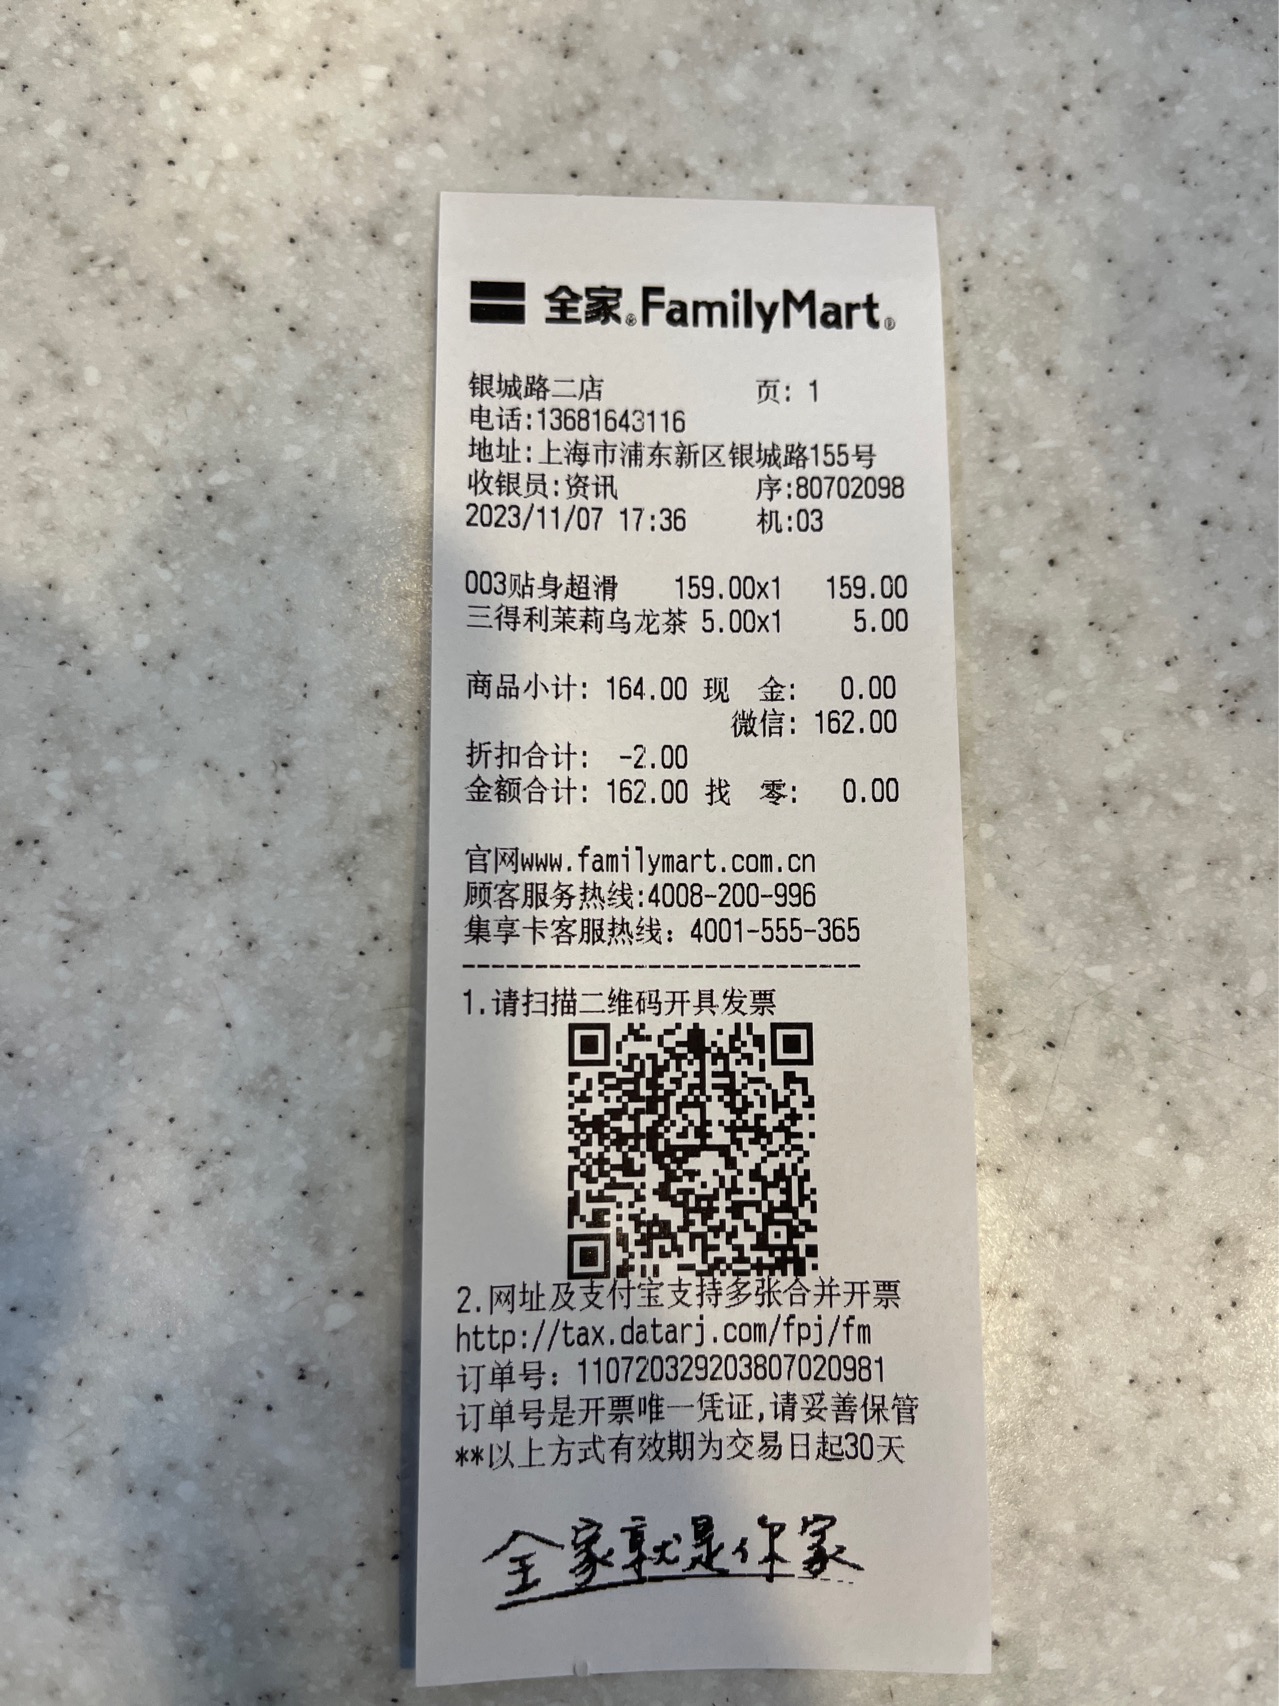 全家®FamilyMart®
银城路二店 页: 1
电话:13681643116
地址:上海市浦东新区银城路155号
收银员:资讯 序:80702098
2023/11/07 17:36 机:03
003贴身超滑 159.00x1 159.00
三得利茉莉乌龙茶 5.00x1 5.00
商品小计: 164.00 现 金: 0.00
微信: 162.00
折扣合计: -2.00
金额合计: 162.00 找 零: 0.00
官网www.familymart.com.cn
顾客服务热线:4008-200-996
集享卡客服热线: 4001-555-365
-----------------------------
1.请扫描二维码开具发票
2.网址及支付宝支持多张合并开票
http://tax.datarj.com/fpj/fm
订单号: 1107203292038070​20981
订单号是开票唯一凭证,请妥善保管
**以上方式有效期为交易日起30天
全家就是你家